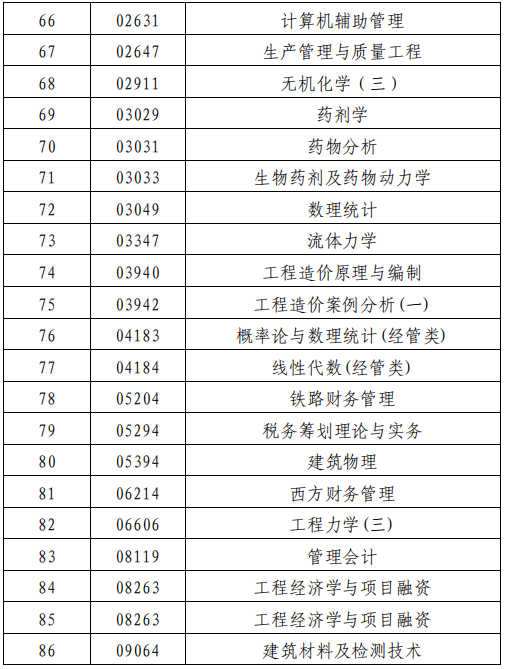 66 02631 计算机辅助管理
67 02647 生产管理与质量工程
68 02911 无机化学（三）
69 03029 药剂学
70 03031 药物分析
71 03033 生物药剂及药物动力学
72 03049 数理统计
73 03347 流体力学
74 03940 工程造价原理与编制
75 03942 工程造价案例分析(一)
76 04183 概率论与数理统计(经管类)
77 04184 线性代数(经管类)
78 05204 铁路财务管理
79 05294 税务筹划理论与实务
80 05394 建筑物理
81 06214 西方财务管理
82 06606 工程力学(三)
83 08119 管理会计
84 08263 工程经济学与项目融资
85 08263 工程经济学与项目融资
86 09064 建筑材料及检测技术